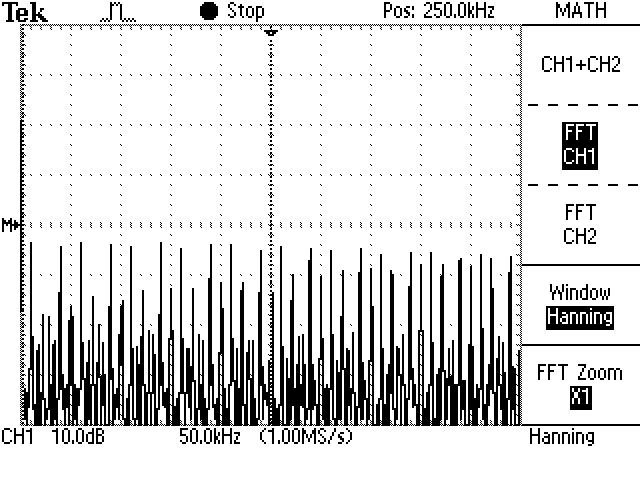 Tek Stop Pos: 250.0kHz MATH
CH1+CH2
FFT
CH1
FFT
CH2
M
Window
Hanning
FFT Zoom
X1
CH1 10.0dB 50.0kHz (1.00MS/s) Hanning